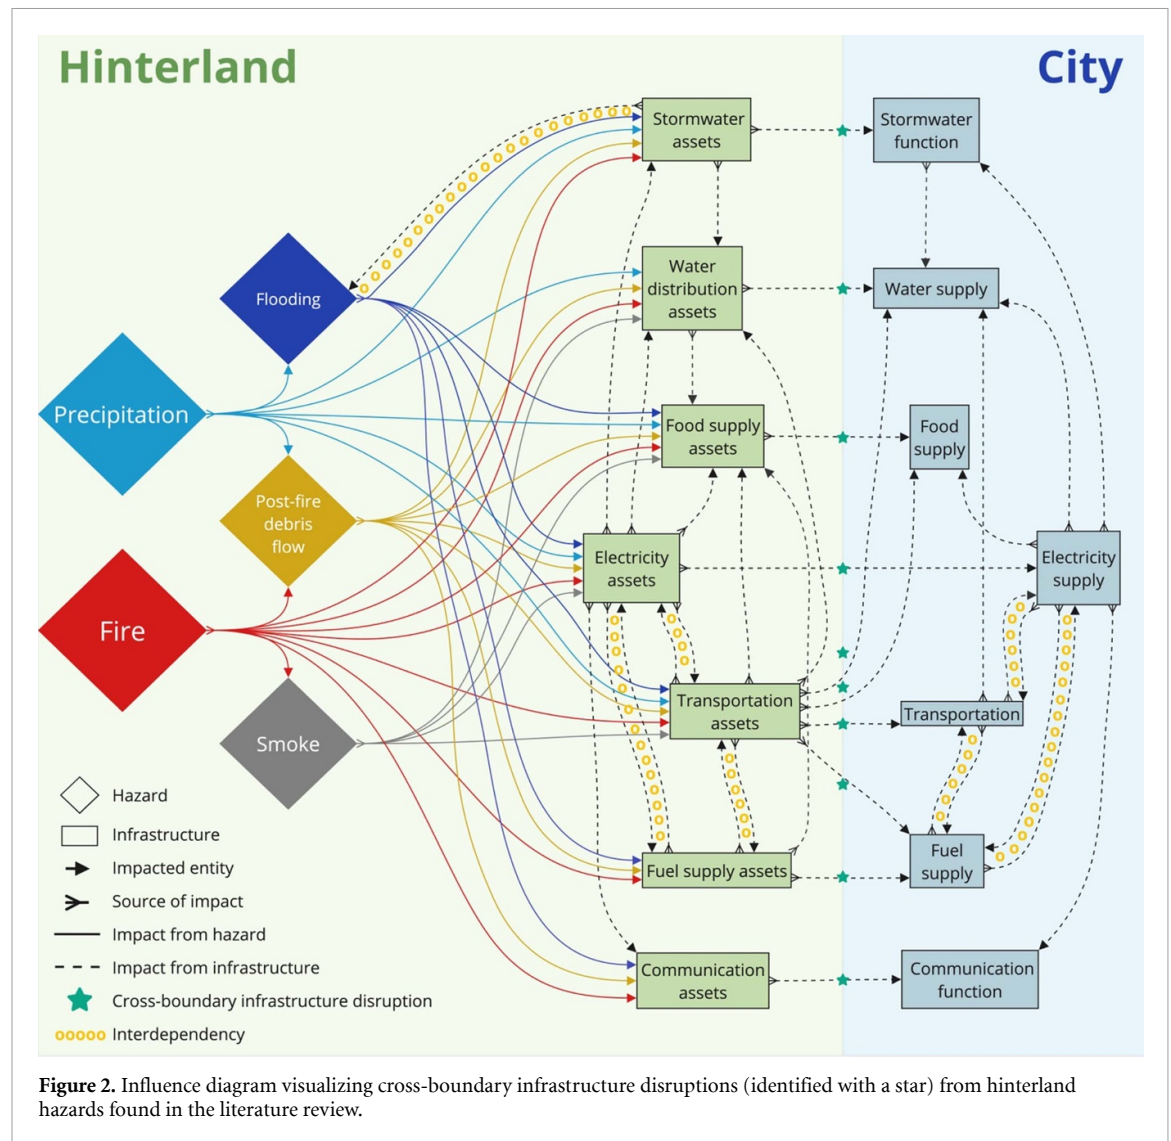 Hinterland
City
Stormwater
assets
Stormwater
function
Water
distribution
assets
Water supply
Flooding
Precipitation
Food supply
assets
Food
supply
Post-fire
debris
flow
Electricity
assets
Electricity
supply
Fire
Transportation
assets
Transportation
Smoke
Fuel supply assets
Fuel
supply
Communication
assets
Communication
function
Hazard
Infrastructure
Impacted entity
Source of impact
Impact from hazard
Impact from infrastructure
Cross-boundary infrastructure disruption
ooooo Interdependency
Figure 2. Influence diagram visualizing cross-boundary infrastructure disruptions (identified with a star) from hinterland
hazards found in the literature review.